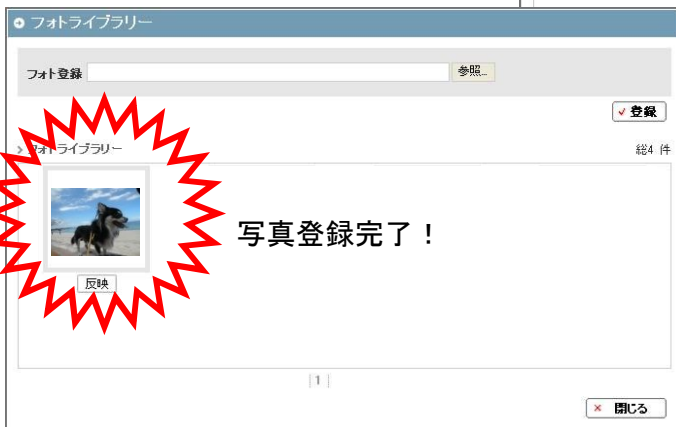 フォトライブラリー
フォト登録
参照...
登録
フォトライブラリー
総4 件
写真登録完了！
反映
1
閉じる